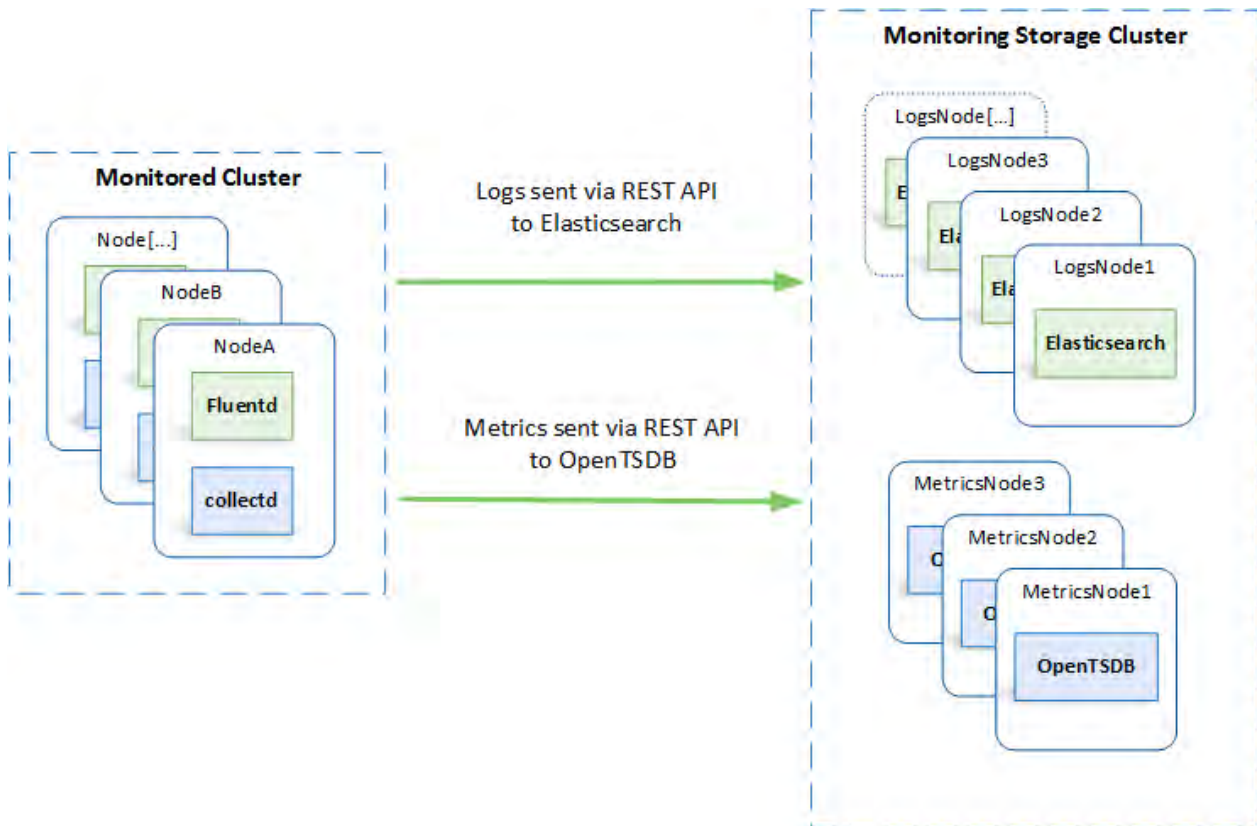 Monitoring Storage Cluster
LogsNode[...]
LogsNode3
LogsNode2
LogsNode1
Elasticsearch
Monitored Cluster
Node[...]
NodeB
NodeA
Fluentd
collectd
Logs sent via REST API
to Elasticsearch
Metrics sent via REST API
to OpenTSDB
MetricsNode3
MetricsNode2
MetricsNode1
OpenTSDB